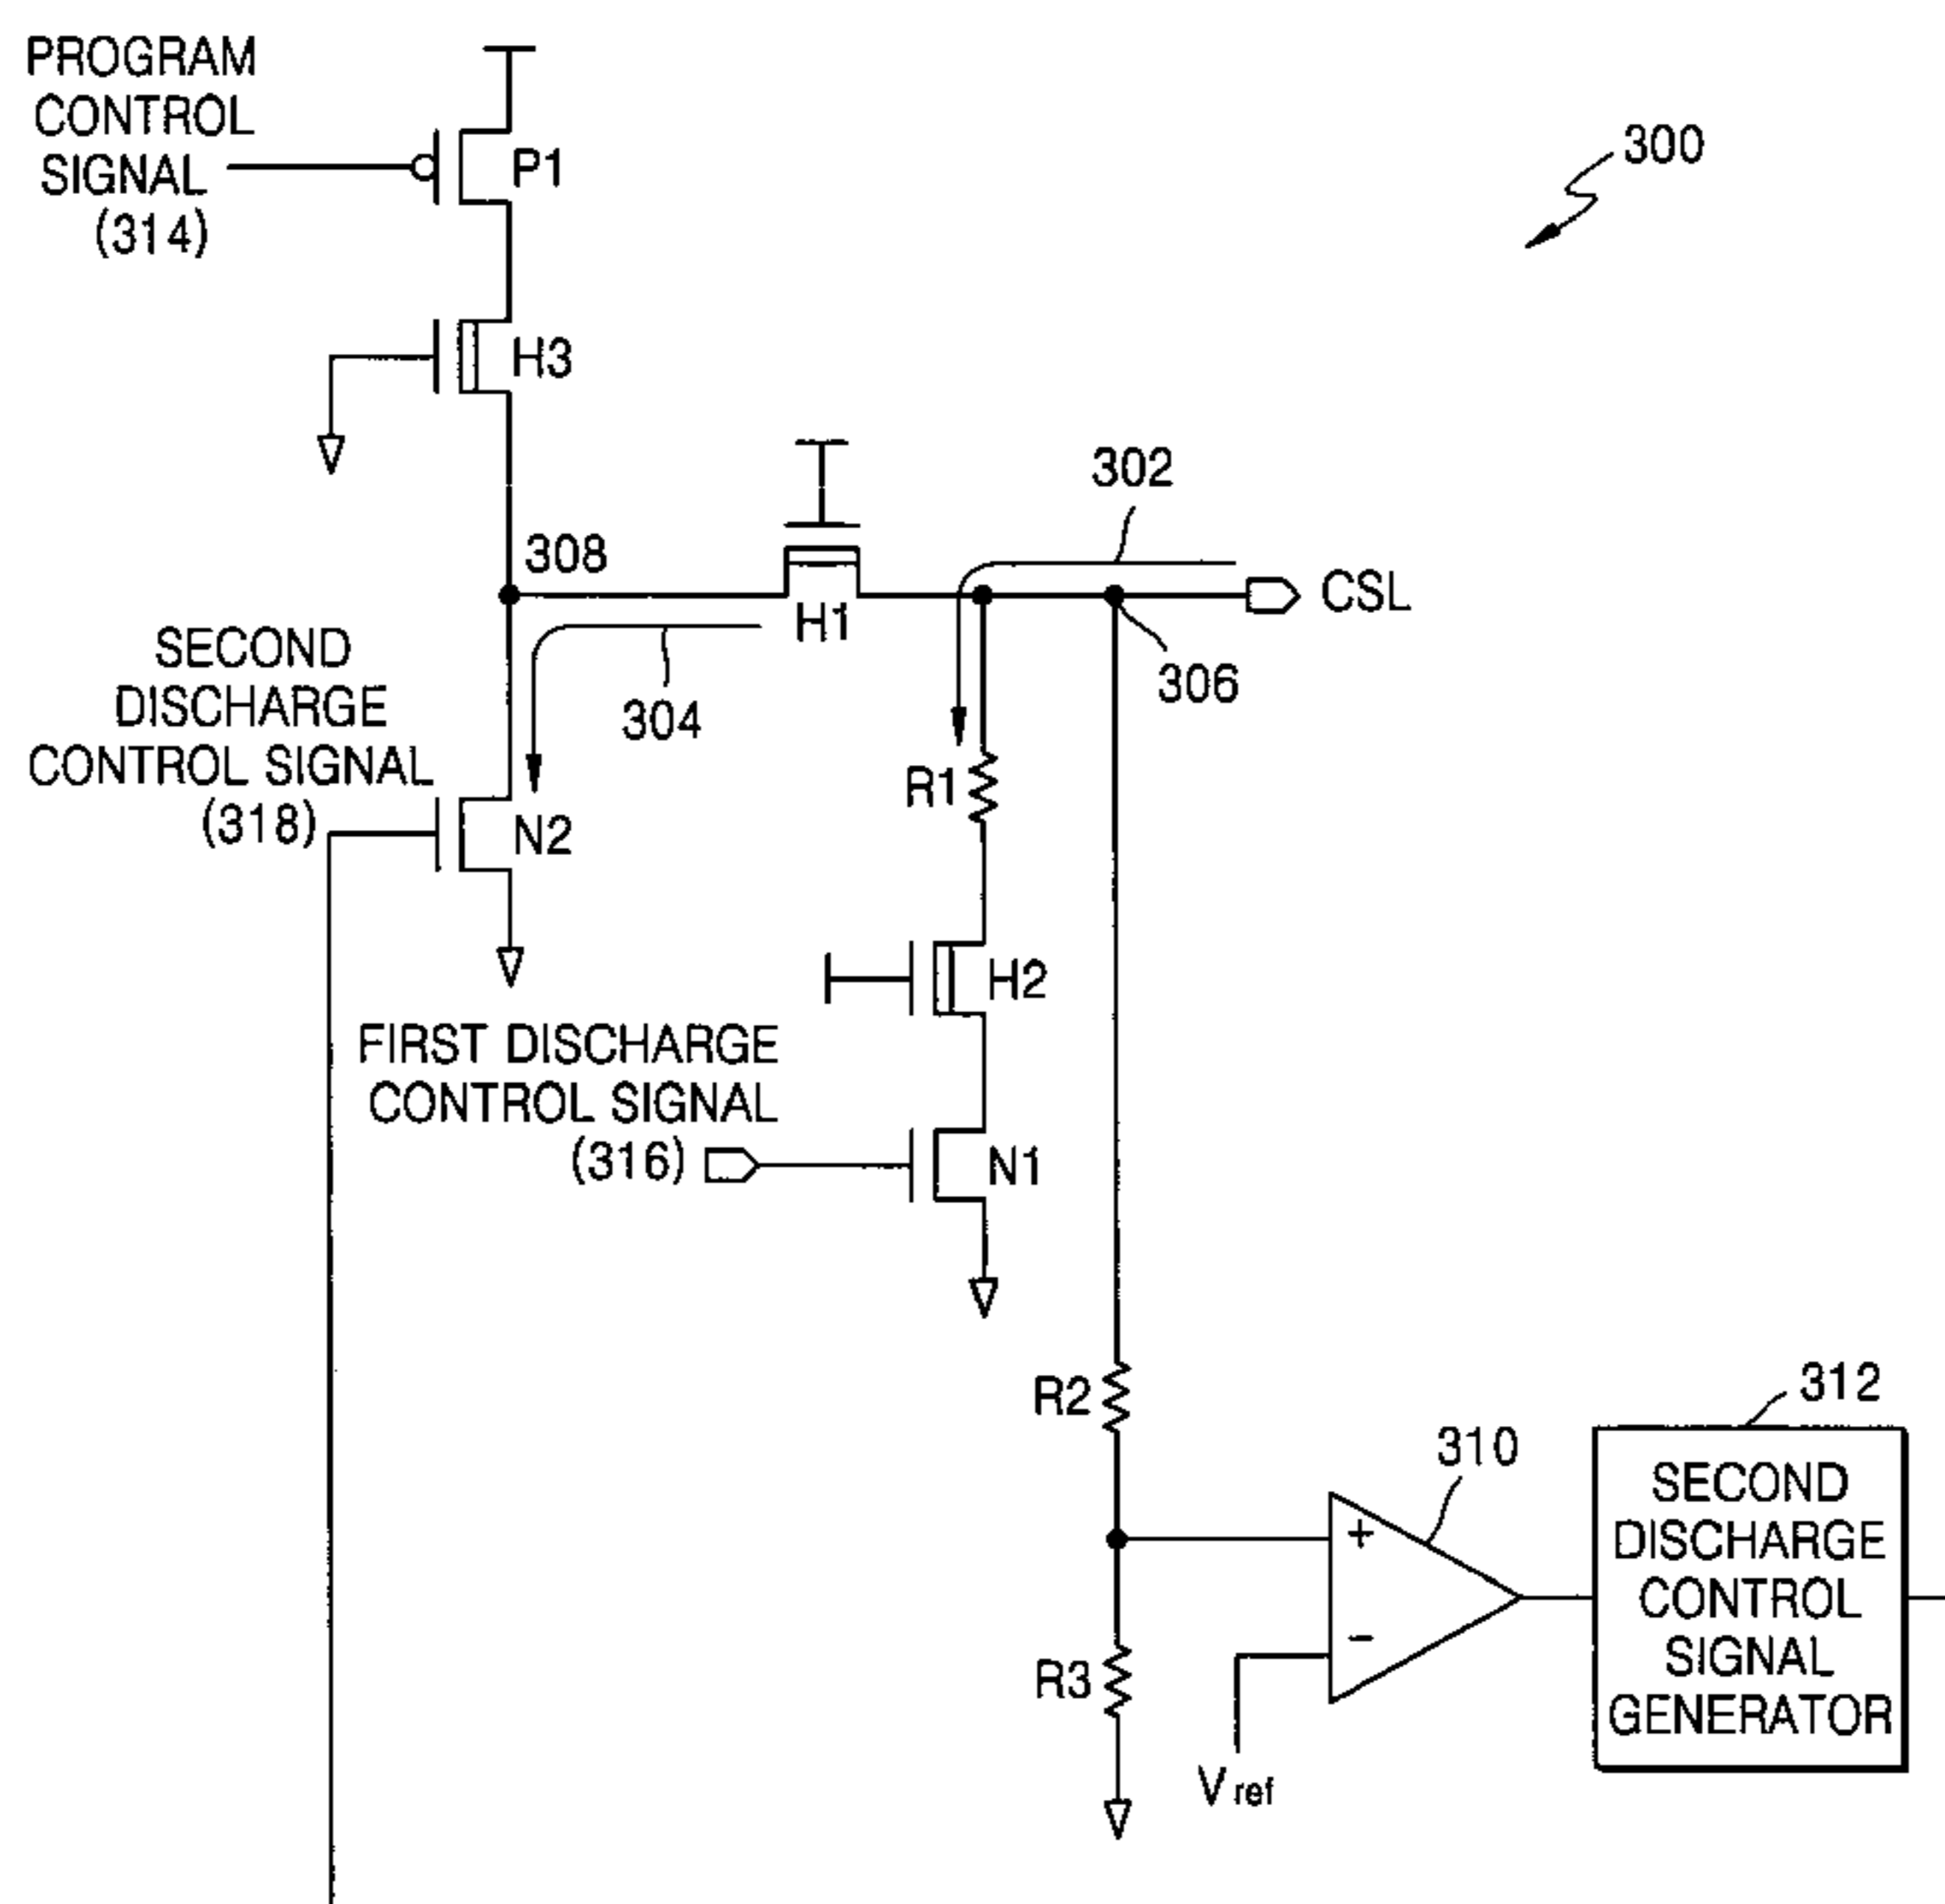 PROGRAM
CONTROL
SIGNAL
(314)
P1
300
H3
302
308
CSL
H1
306
SECOND
DISCHARGE
CONTROL SIGNAL
(318)
304
R1
N2
H2
FIRST DISCHARGE
CONTROL SIGNAL
(316)
N1
R2
312
310
SECOND
DISCHARGE
CONTROL
SIGNAL
GENERATOR
+
−
R3
Vref